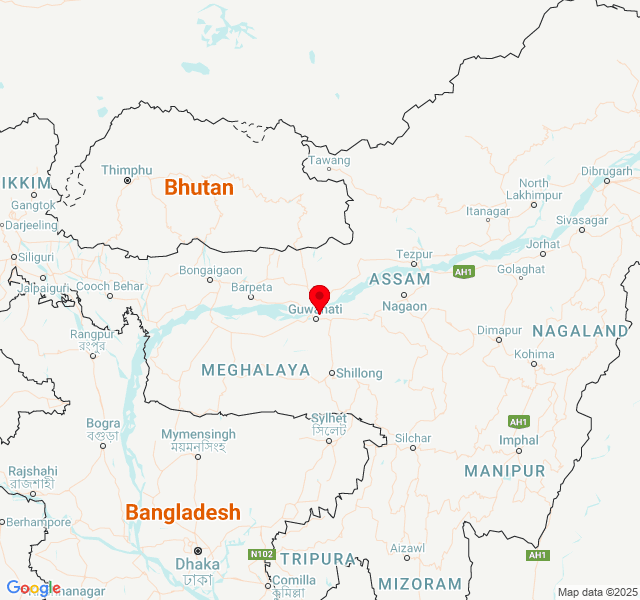 Tawang
Thimphu
Bhutan
IKKIM
Gangtok
Darjeeling
Dibrugarh
North
Lakhimpur
Itanagar
Sivasagar
Siliguri
Jorhat
Tezpur
Golaghat
AH1
ASSAM
Bongaigaon
Jalpaiguri
Cooch Behar
Barpeta
Guwahati
Nagaon
Rangpur
রংপুর
Dimapur
NAGALAND
Kohima
MEGHALAYA
Shillong
Bogra
বগুড়া
Mymensingh
ময়মনসিংহ
Sylhet
সিলেট
Silchar
AH1
Imphal
MANIPUR
Rajshahi
রাজশাহী
Berhampore
Bangladesh
N102
Dhaka
ঢাকা
TRIPURA
Aizawl
AH1
Comilla
কুমিল্লা
MIZORAM
Google
Map data ©2025